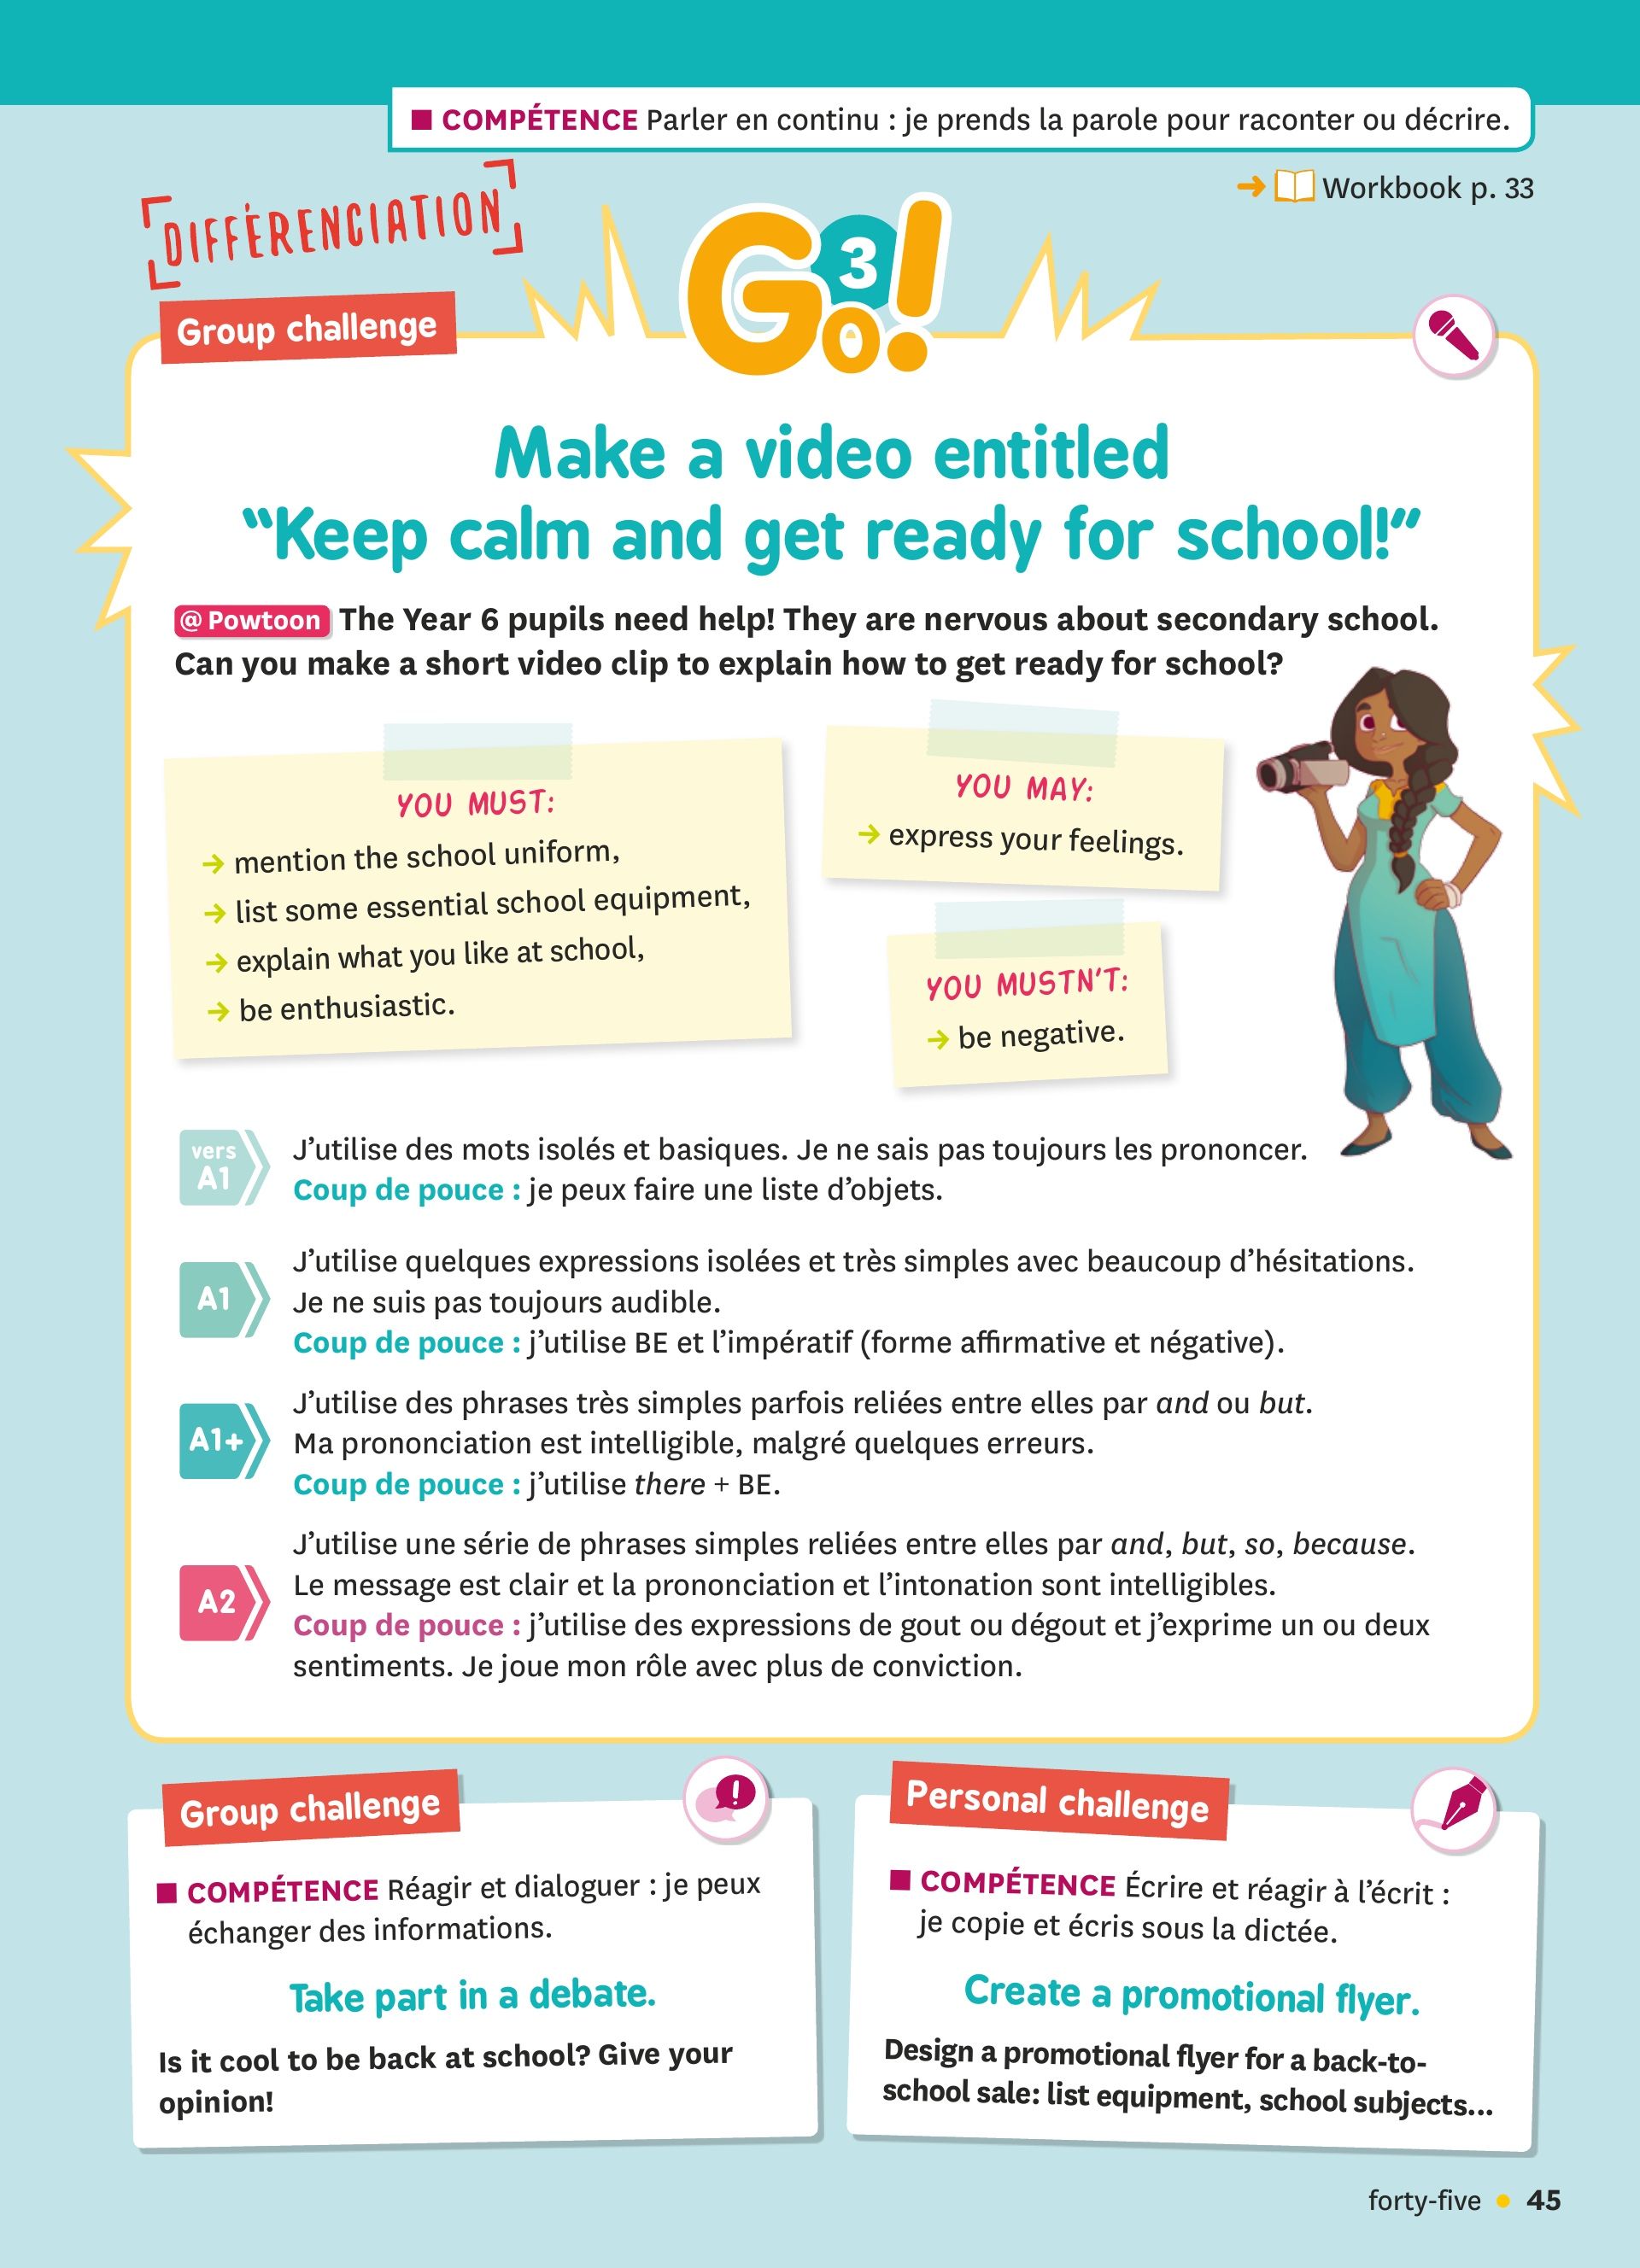 ■ COMPÉTENCE Parler en continu : je prends la parole pour raconter ou décrire.
➜ Workbook p. 33
DIFFÉRENCIATION
Group challenge
Go! 3
Make a video entitled
“Keep calm and get ready for school!”
@ Powtoon The Year 6 pupils need help! They are nervous about secondary school.
Can you make a short video clip to explain how to get ready for school?
YOU MUST:
→ mention the school uniform,
→ list some essential school equipment,
→ explain what you like at school,
→ be enthusiastic.
YOU MAY:
→ express your feelings.
YOU MUSTN’T:
→ be negative.
vers
A1
J’utilise des mots isolés et basiques. Je ne sais pas toujours les prononcer.
Coup de pouce : je peux faire une liste d’objets.
A1
J’utilise quelques expressions isolées et très simples avec beaucoup d’hésitations.
Je ne suis pas toujours audible.
Coup de pouce : j’utilise BE et l’impératif (forme affirmative et négative).
A1+
J’utilise des phrases très simples parfois reliées entre elles par and ou but.
Ma prononciation est intelligible, malgré quelques erreurs.
Coup de pouce : j’utilise there + BE.
A2
J’utilise une série de phrases simples reliées entre elles par and, but, so, because.
Le message est clair et la prononciation et l’intonation sont intelligibles.
Coup de pouce : j’utilise des expressions de gout ou dégout et j’exprime un ou deux
sentiments. Je joue mon rôle avec plus de conviction.
Group challenge
!
■ COMPÉTENCE Réagir et dialoguer : je peux
échanger des informations.
Take part in a debate.
Is it cool to be back at school? Give your
opinion!
Personal challenge
■ COMPÉTENCE Écrire et réagir à l’écrit :
je copie et écris sous la dictée.
Create a promotional flyer.
Design a promotional flyer for a back-to-
school sale: list equipment, school subjects...
forty-five • 45